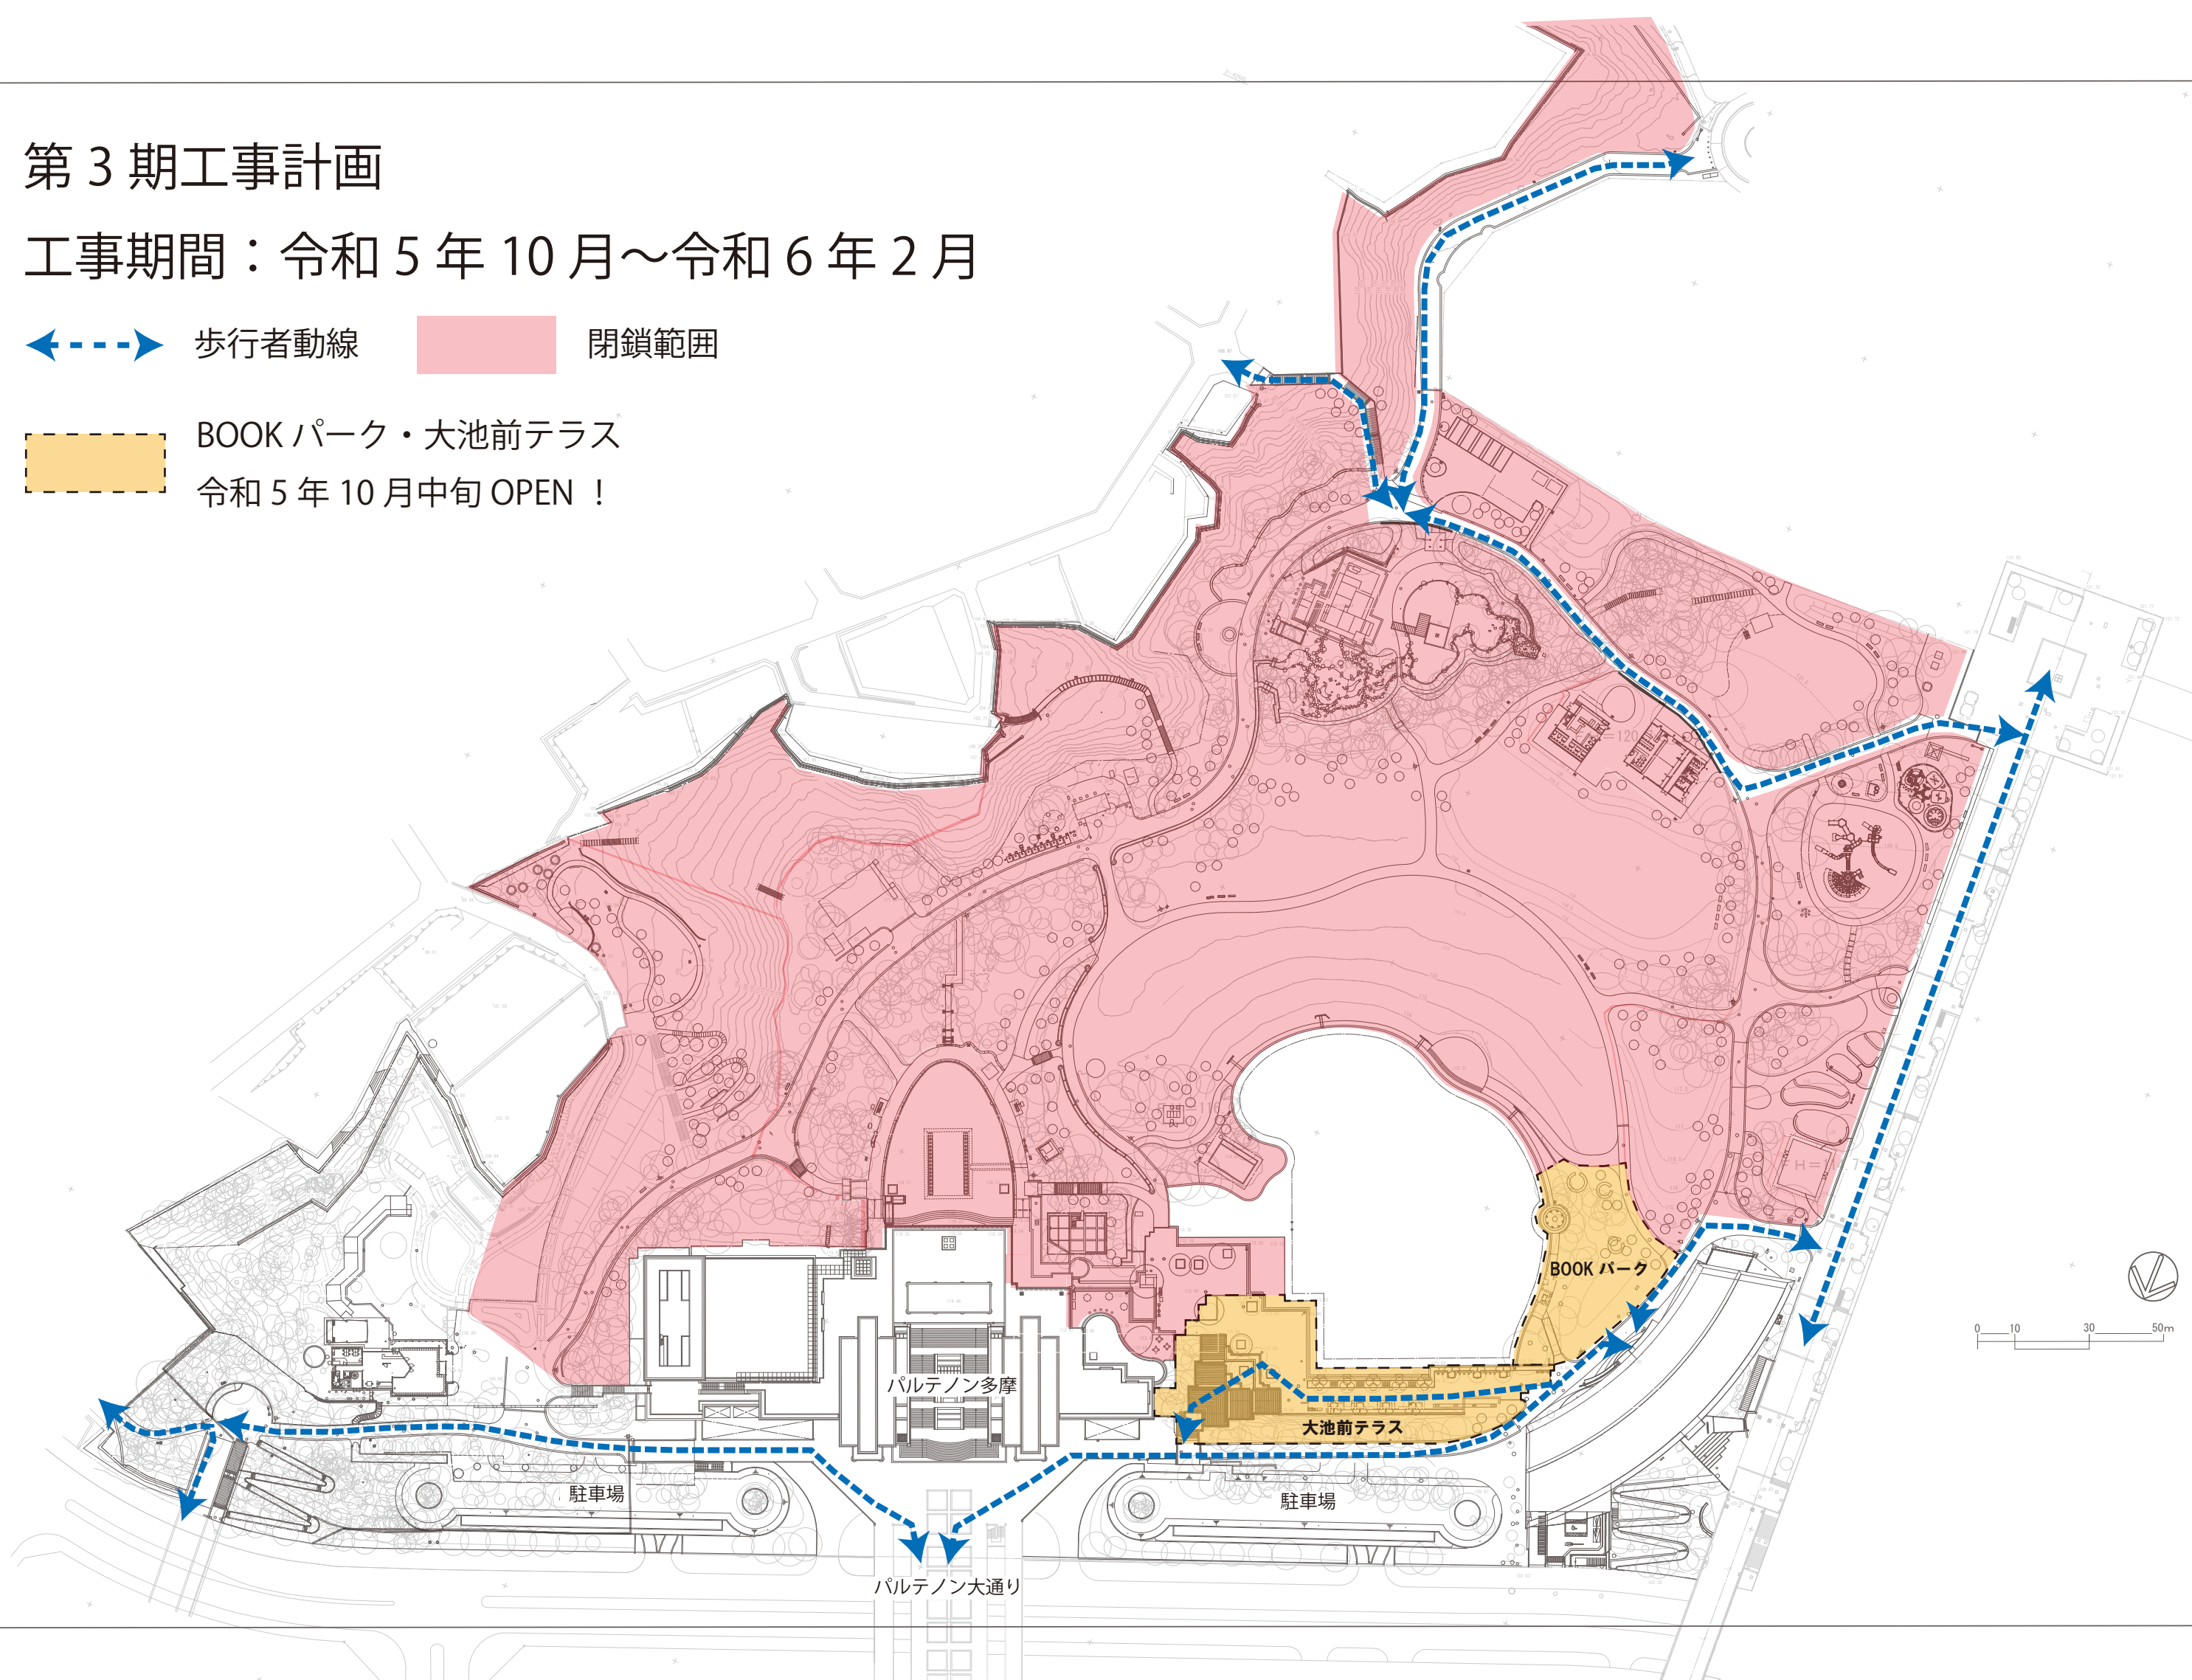 第 3 期工事計画
工事期間：令和 5 年 10 月〜令和 6 年 2 月
歩行者動線
閉鎖範囲
BOOK パーク・大池前テラス
令和 5 年 10 月中旬 OPEN ！
BOOK パーク
パルテノン多摩
大池前テラス
駐車場
駐車場
パルテノン大通り
0 10 30 50m